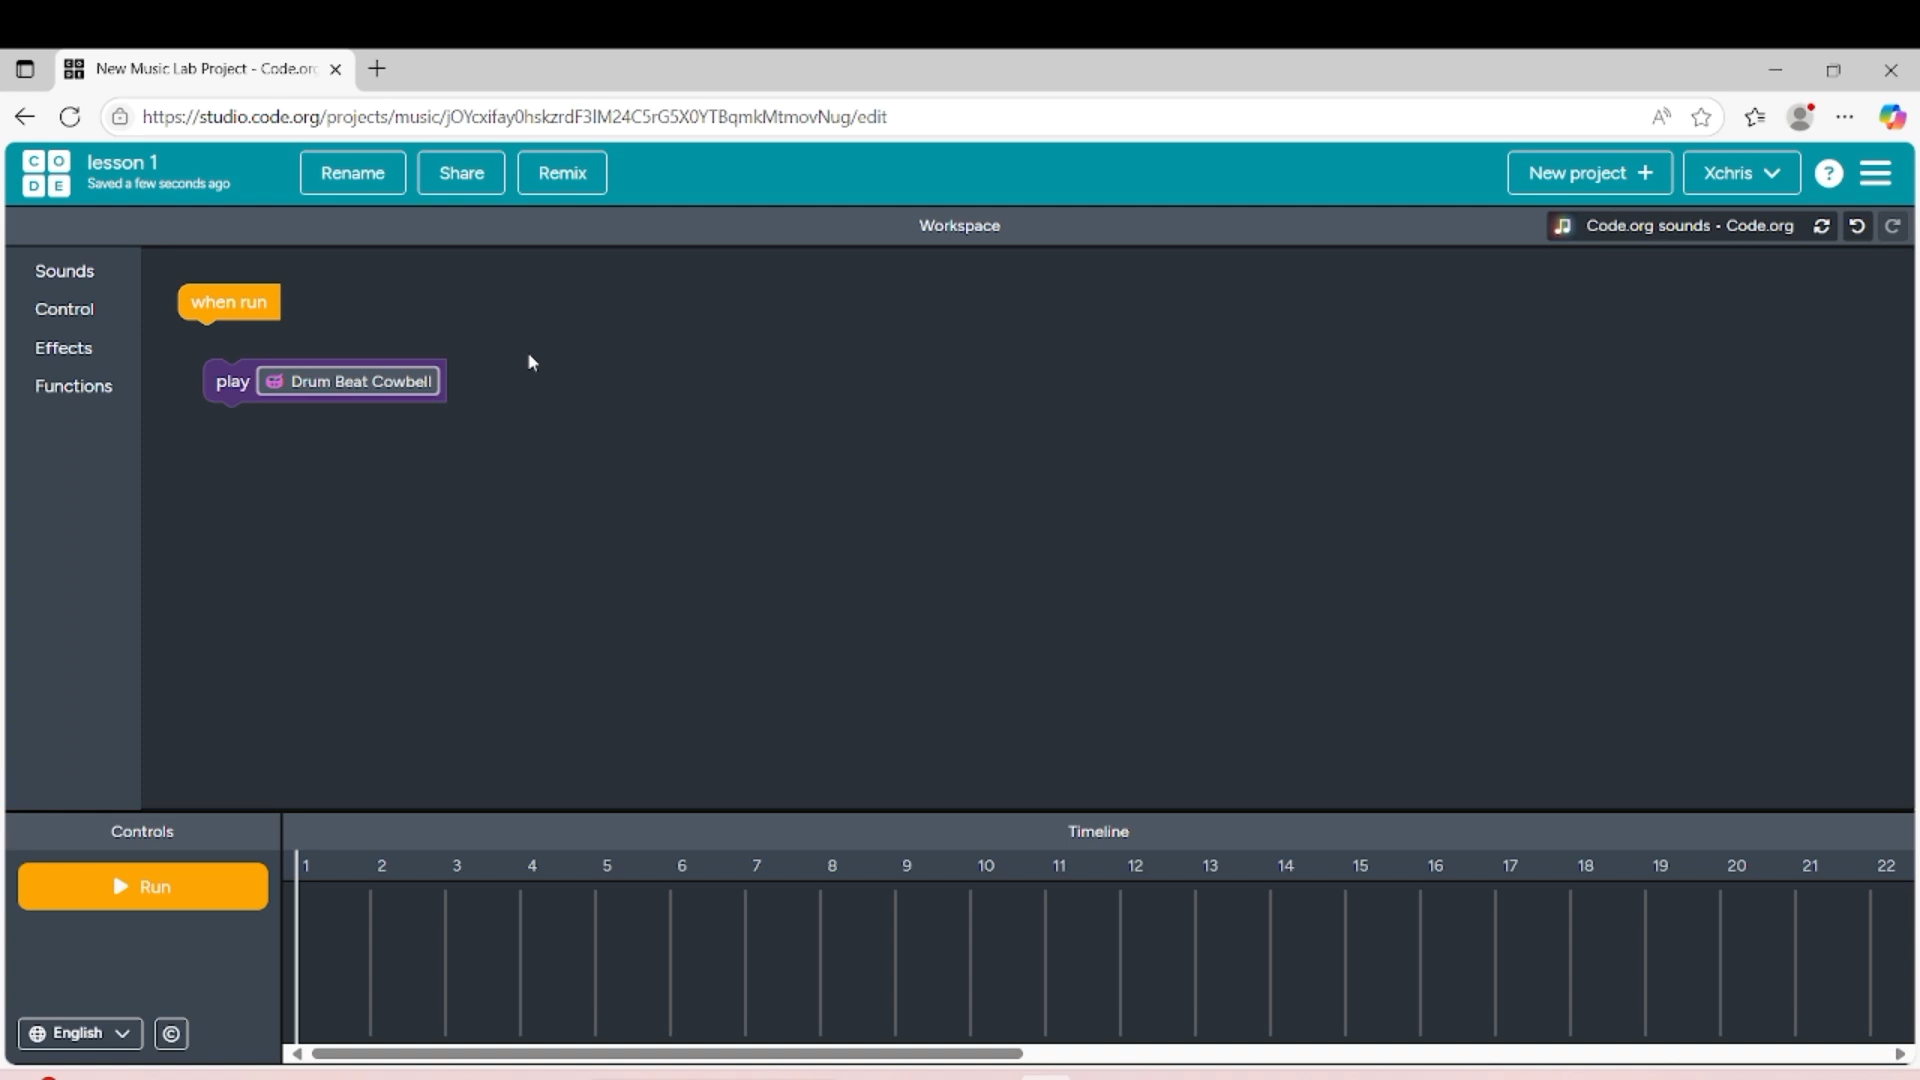 New Music Lab Project - Code.org
https://studio.code.org/projects/music/jOYcxifay0hskzrdF3IM24C5rG5X0YTBqmkMtmovNug/edit
CO
DE
lesson 1
Saved a few seconds ago
Rename
Share
Remix
New project +
Xchris
?
Workspace
Code.org sounds • Code.org
Sounds
Control
Effects
Functions
when run
play Drum Beat Cowbell
Controls
Timeline
1 2 3 4 5 6 7 8 9 10 11 12 13 14 15 16 17 18 19 20 21 22
Run
English
©